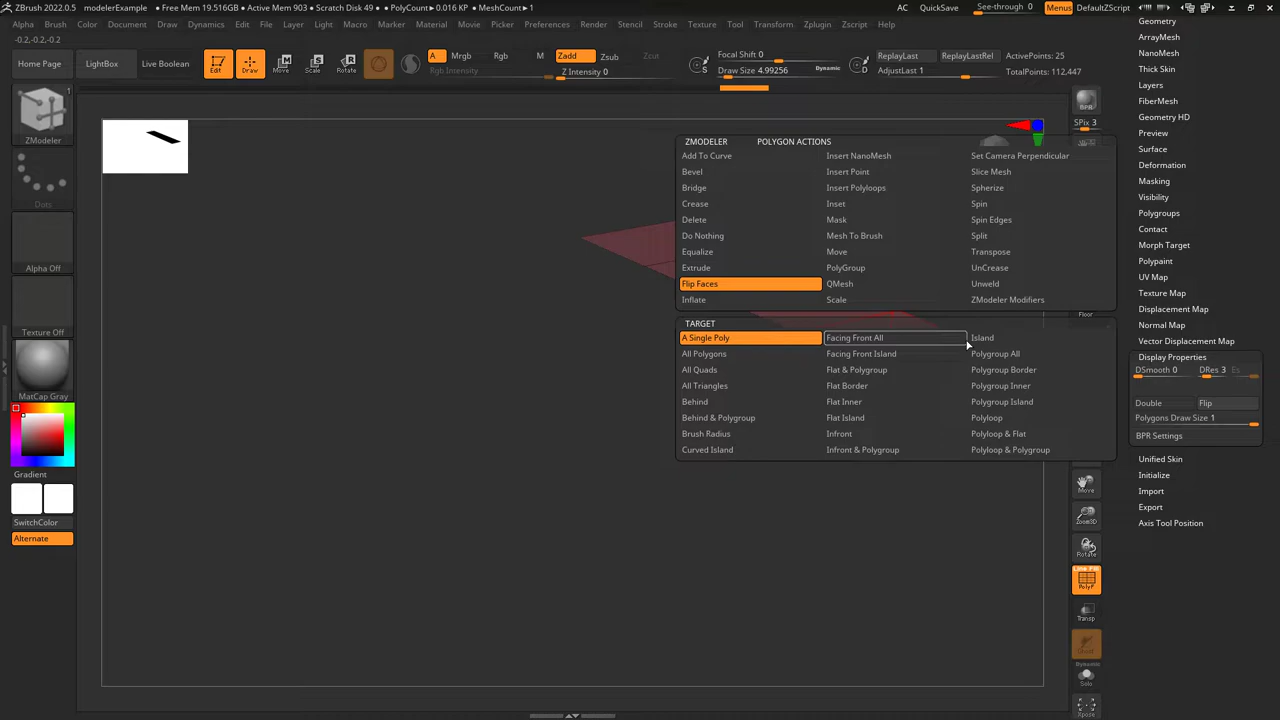 ZBrush 2022.0.5 modelerExample • Free Mem 19.516GB • Active Mem 903 • Scratch Disk 49 • PolyCount▸0.016 KP • MeshCount▸1 AC QuickSave See-through 0 Menus DefaultZScript
Alpha Brush Color Document Draw Dynamics Edit File Layer Light Macro Marker Material Movie Picker Preferences Render Stencil Stroke Texture Tool Transform Zplugin Zscript Help
-0.2,-0.2,-0.2
Home Page LightBox Live Boolean
Edit Draw Move Scale Rotate
A Mrgb Rgb M Zadd Zsub Zcut
Rgb Intensity Z Intensity 0
S Focal Shift 0
Draw Size 4.99256 Dynamic
D ReplayLast ReplayLastRel ActivePoints: 25
AdjustLast 1 TotalPoints: 112,447
1
ZModeler
Dots
Alpha Off
Texture Off
MatCap Gray
Gradient
SwitchColor
Alternate
ZMODELER POLYGON ACTIONS
Add To Curve Insert NanoMesh Set Camera Perpendicular
Bevel Insert Point Slice Mesh
Bridge Insert Polyloops Spherize
Crease Inset Spin
Delete Mask Spin Edges
Do Nothing Mesh To Brush Split
Equalize Move Transpose
Extrude PolyGroup UnCrease
Flip Faces QMesh Unweld
Inflate Scale ZModeler Modifiers
TARGET
A Single Poly Facing Front All Island
All Polygons Facing Front Island Polygroup All
All Quads Flat & Polygroup Polygroup Border
All Triangles Flat Border Polygroup Inner
Behind Flat Inner Polygroup Island
Behind & Polygroup Flat Island Polyloop
Brush Radius Infront Polyloop & Flat
Curved Island Infront & Polygroup Polyloop & Polygroup
BPR
SPix 3
Floor
Move
Zoom3D
Rotate
Line Fill
PolyF
Transp
Ghost
Dynamic
Solo
Xpose
Geometry
ArrayMesh
NanoMesh
Thick Skin
Layers
FiberMesh
Geometry HD
Preview
Surface
Deformation
Masking
Visibility
Polygroups
Contact
Morph Target
Polypaint
UV Map
Texture Map
Displacement Map
Normal Map
Vector Displacement Map
Display Properties
DSmooth 0 DRes 3 Es
Double Flip
Polygons Draw Size 1
BPR Settings
Unified Skin
Initialize
Import
Export
Axis Tool Position